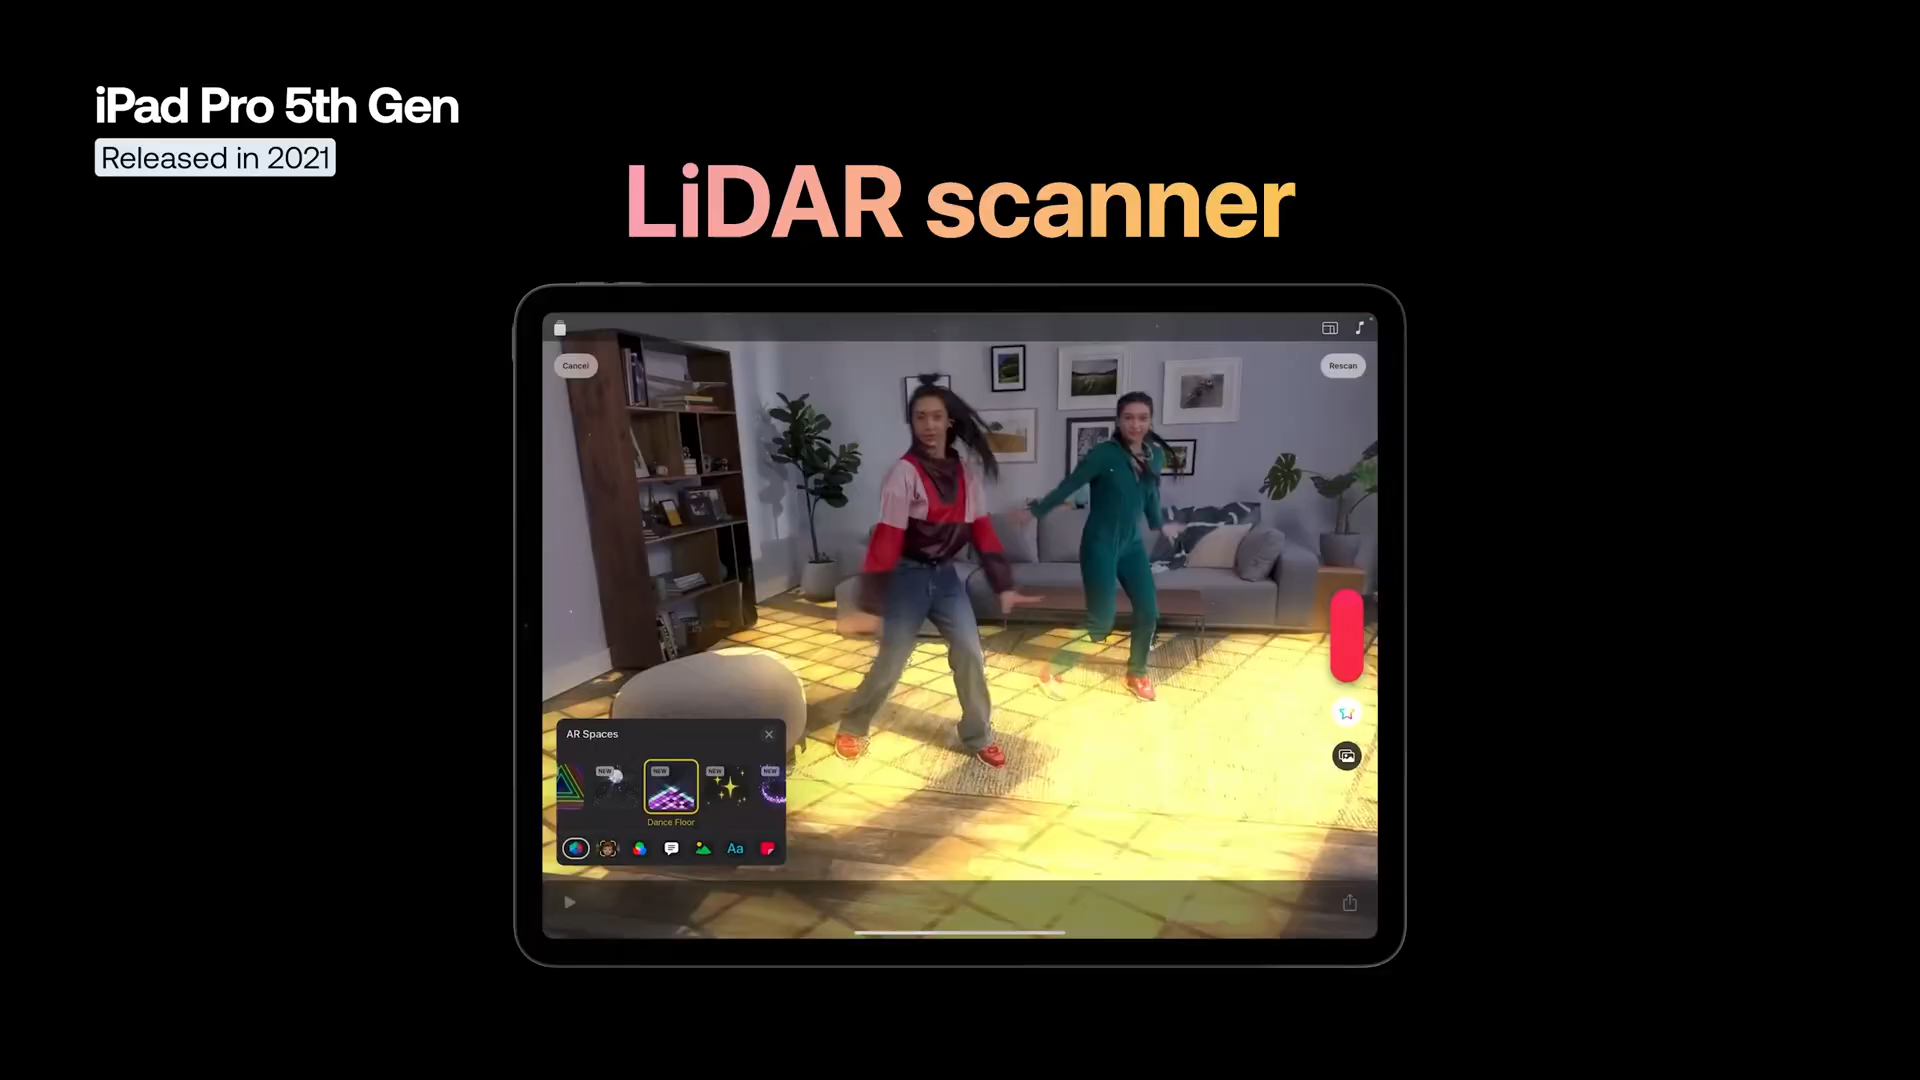 iPad Pro 5th Gen
Released in 2021
LiDAR scanner
Cancel
Rescan
AR Spaces
NEW
NEW
NEW
NEW
Dance Floor
Aa